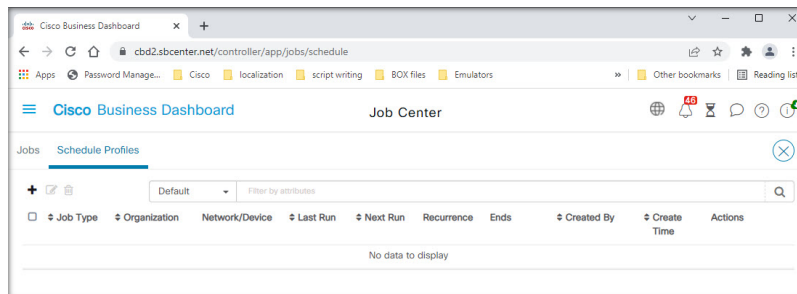 Cisco Business Dashboard
cbd2.sbcenter.net/controller/app/jobs/schedule
Apps Password Manage... Cisco localization script writing BOX files Emulators » Other bookmarks Reading list
Cisco Business Dashboard Job Center 46
Jobs Schedule Profiles
Default Filter by attributes
Job Type Organization Network/Device Last Run Next Run Recurrence Ends Created By Create Time Actions
No data to display